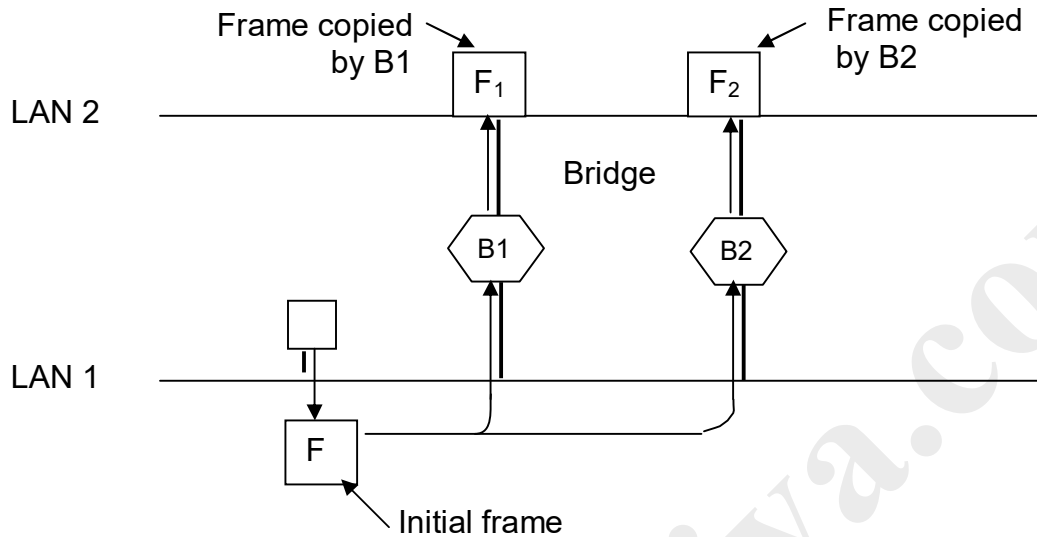 Frame copied
by B1
Frame copied
by B2
F₁
F₂
LAN 2
Bridge
B1
B2
LAN 1
F
Initial frame